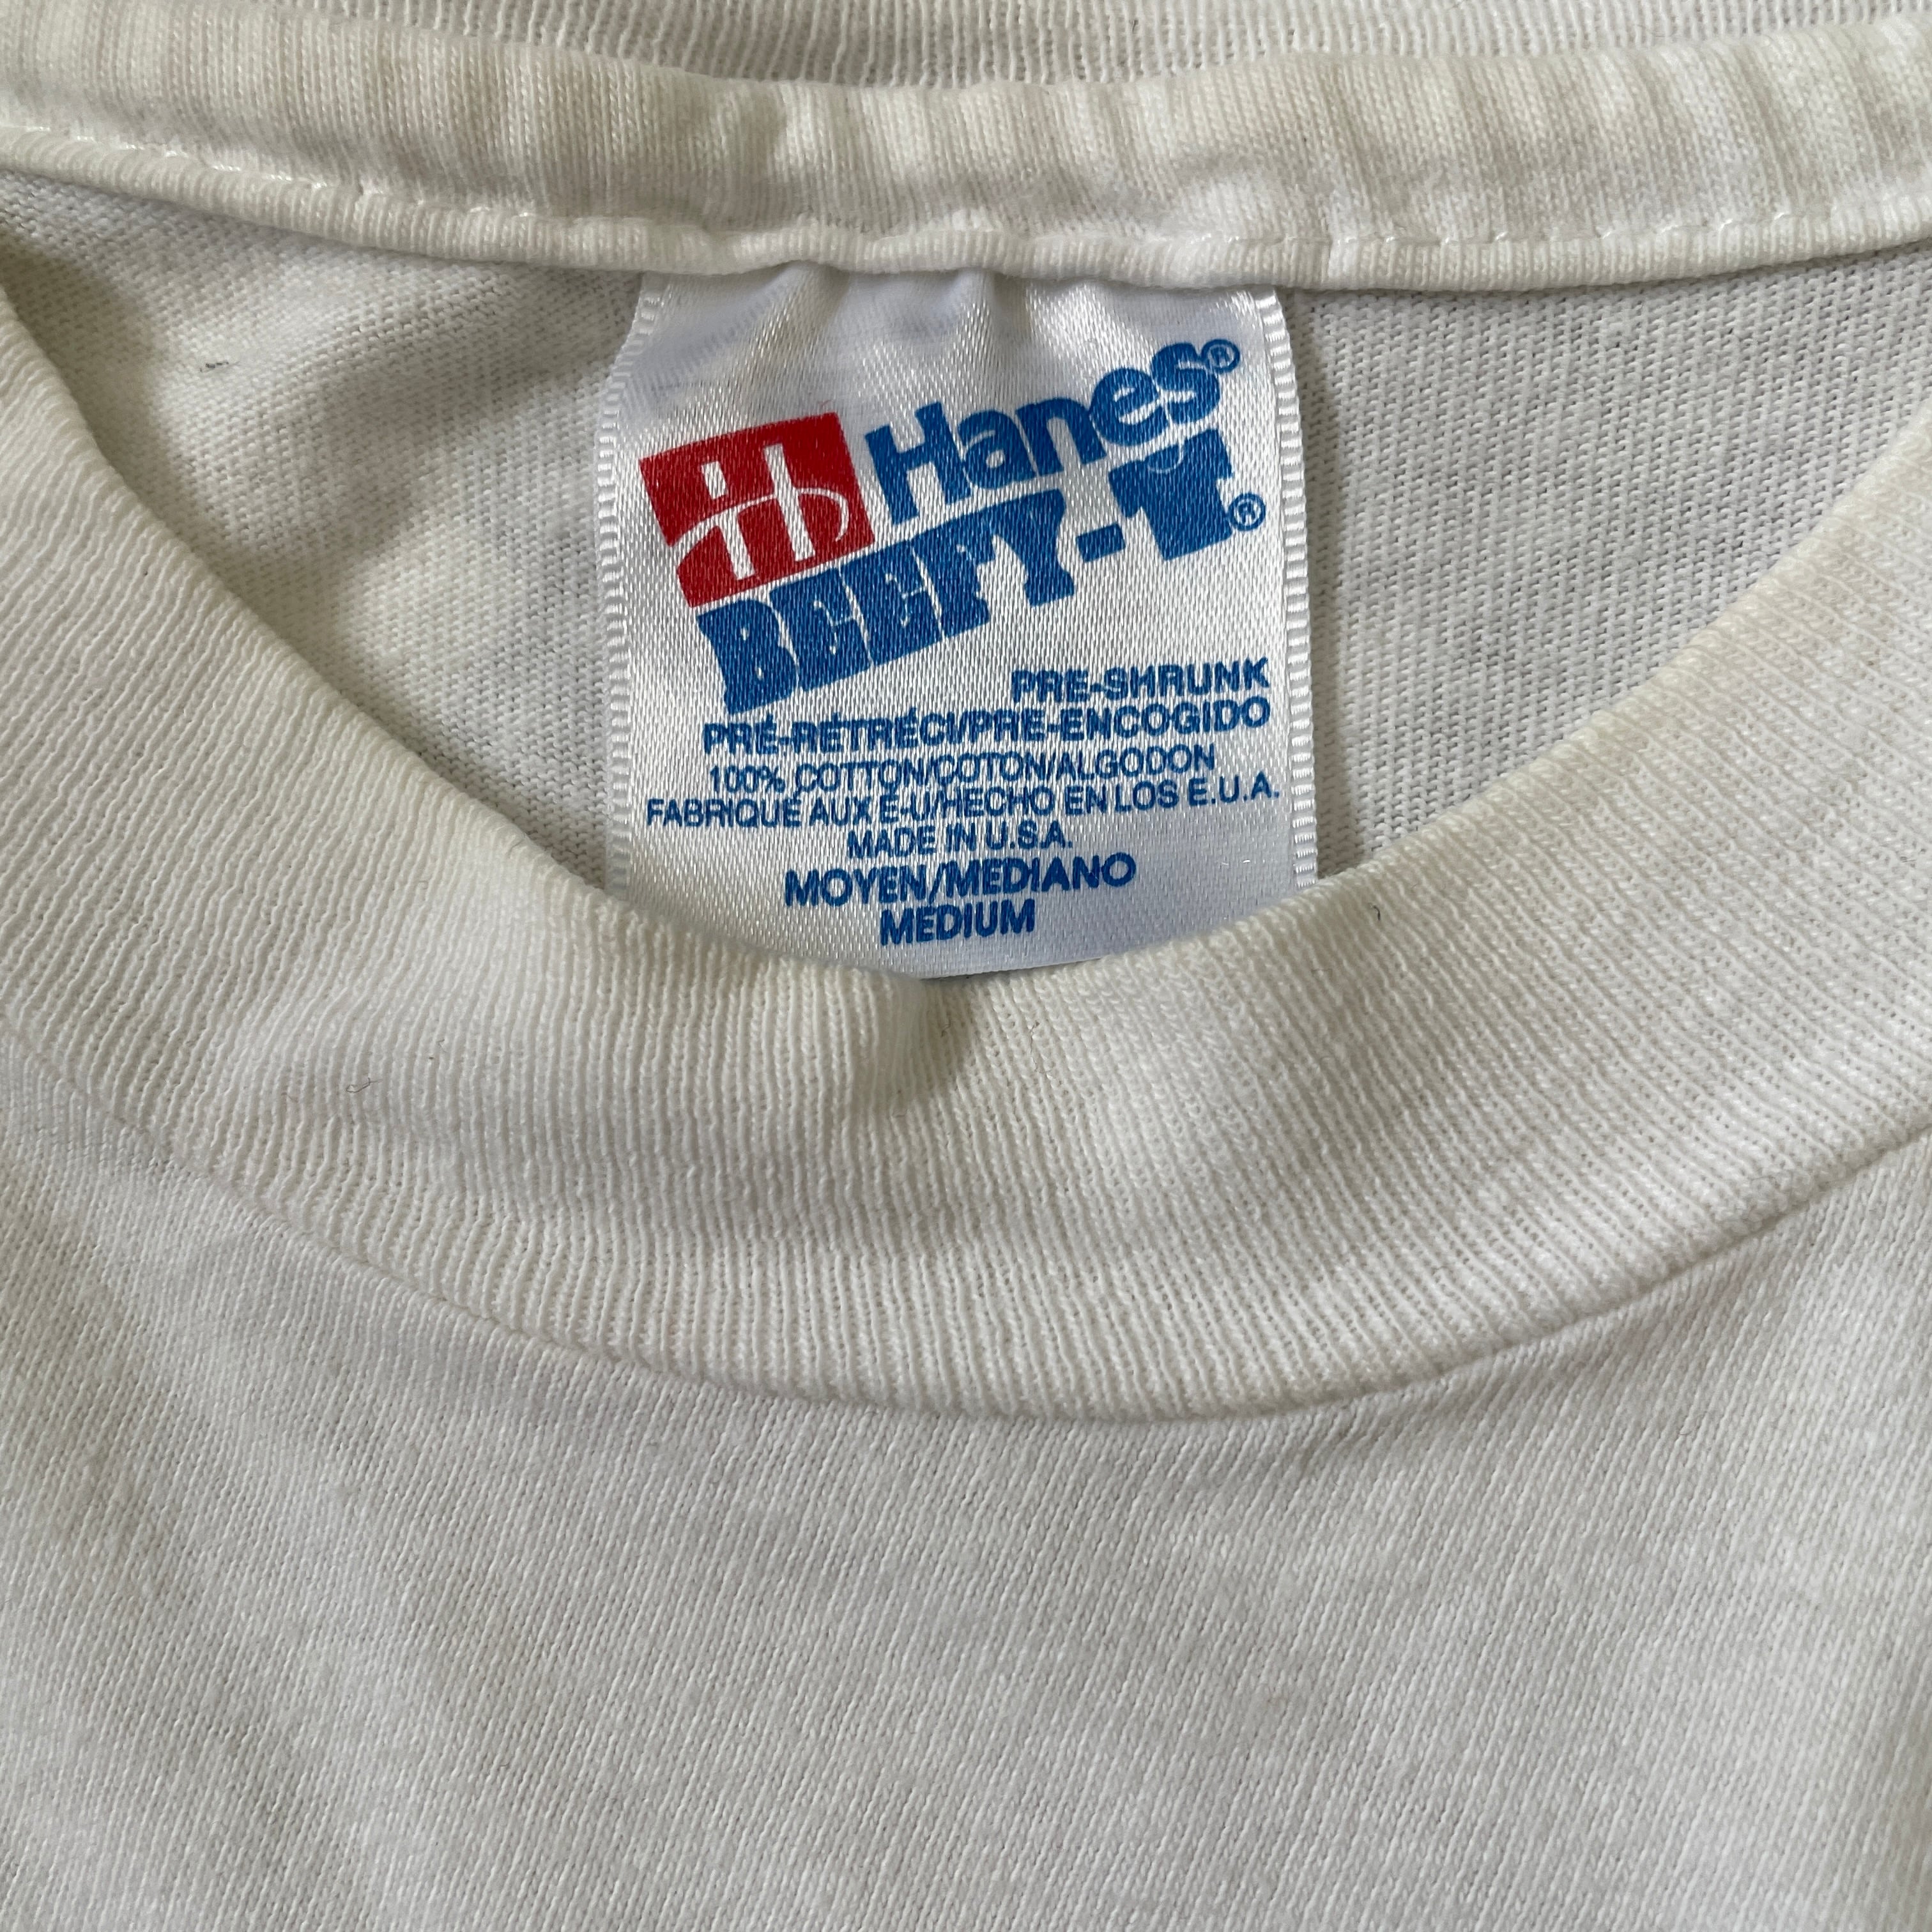 Hanes®
BEEFY-T®
PRE-SHRUNK
PRÉ-RÉTRÉCI/PRE-ENCOGIDO
100% COTTON/COTON/ALGODON
FABRIQUÉ AUX É-U/HECHO EN LOS E.U.A.
MADE IN U.S.A.
MOYEN/MEDIANO
MEDIUM